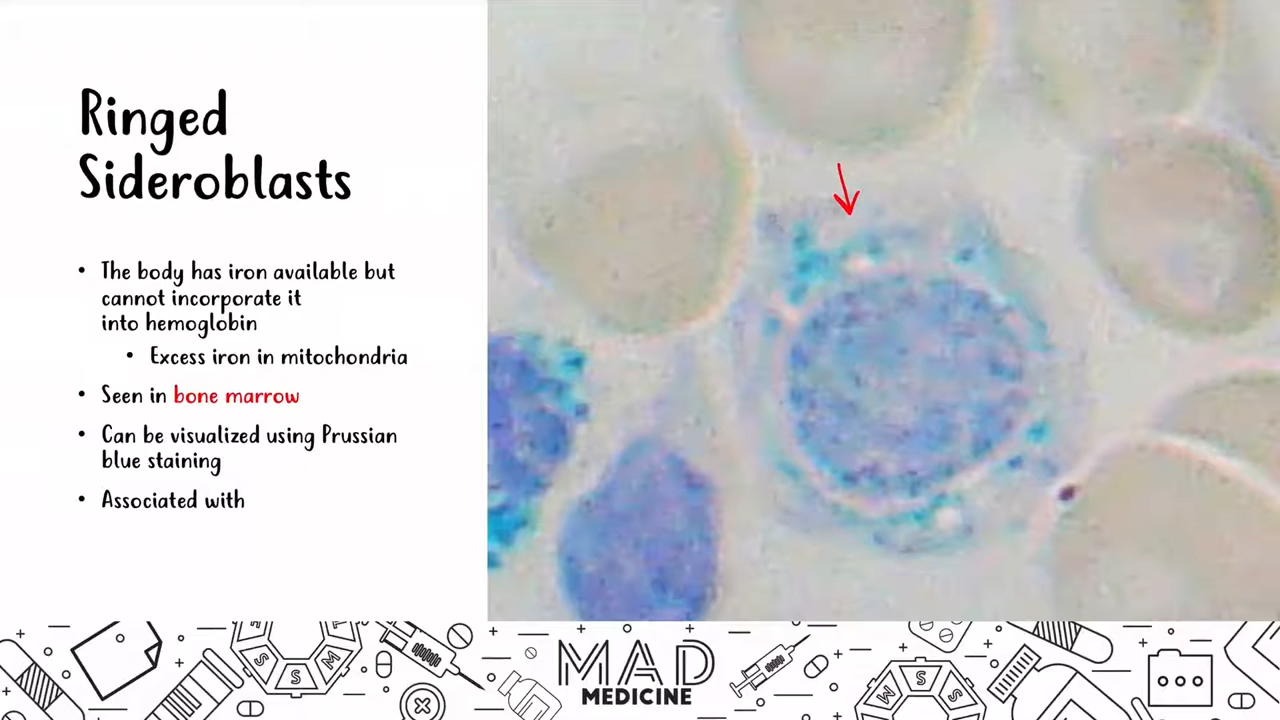 Ringed
Sideroblasts
• The body has iron available but
cannot incorporate it
into hemoglobin
• Excess iron in mitochondria
• Seen in bone marrow
• Can be visualized using Prussian
blue staining
• Associated with
MAD
MEDICINE